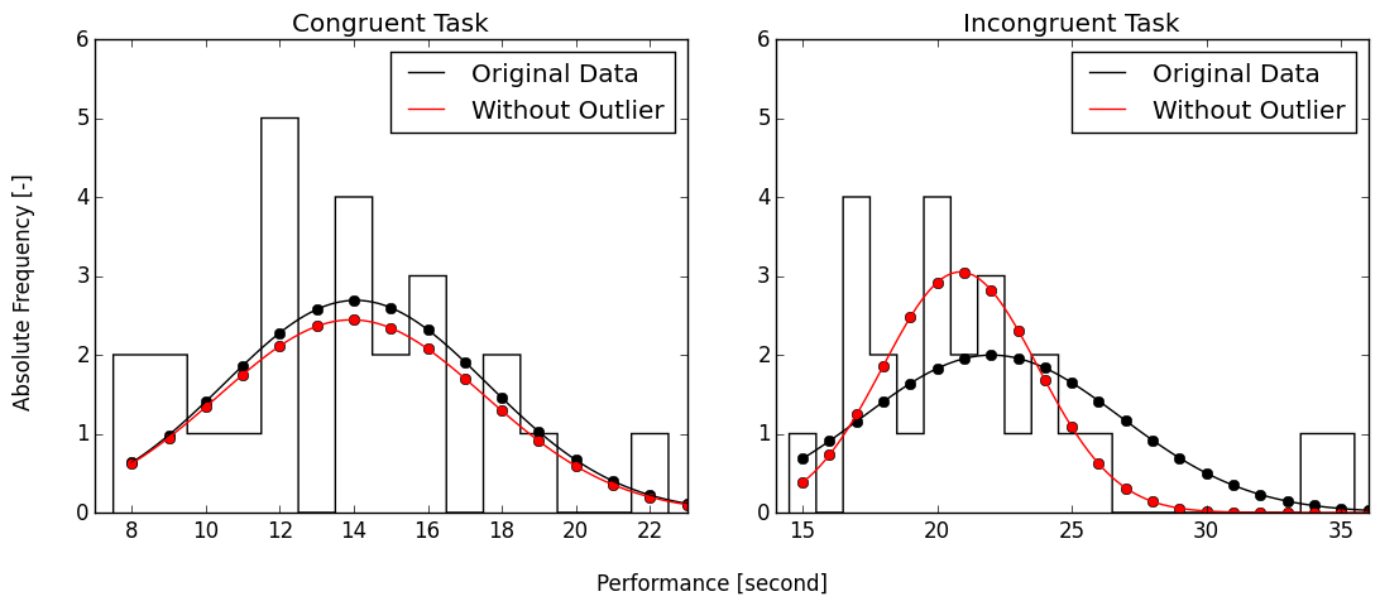 Congruent Task
Incongruent Task
Original Data
Without Outlier
Original Data
Without Outlier
Absolute Frequency [-]
6
5
4
3
2
1
0
8 10 12 14 16 18 20 22
6
5
4
3
2
1
0
15 20 25 30 35
Performance [second]